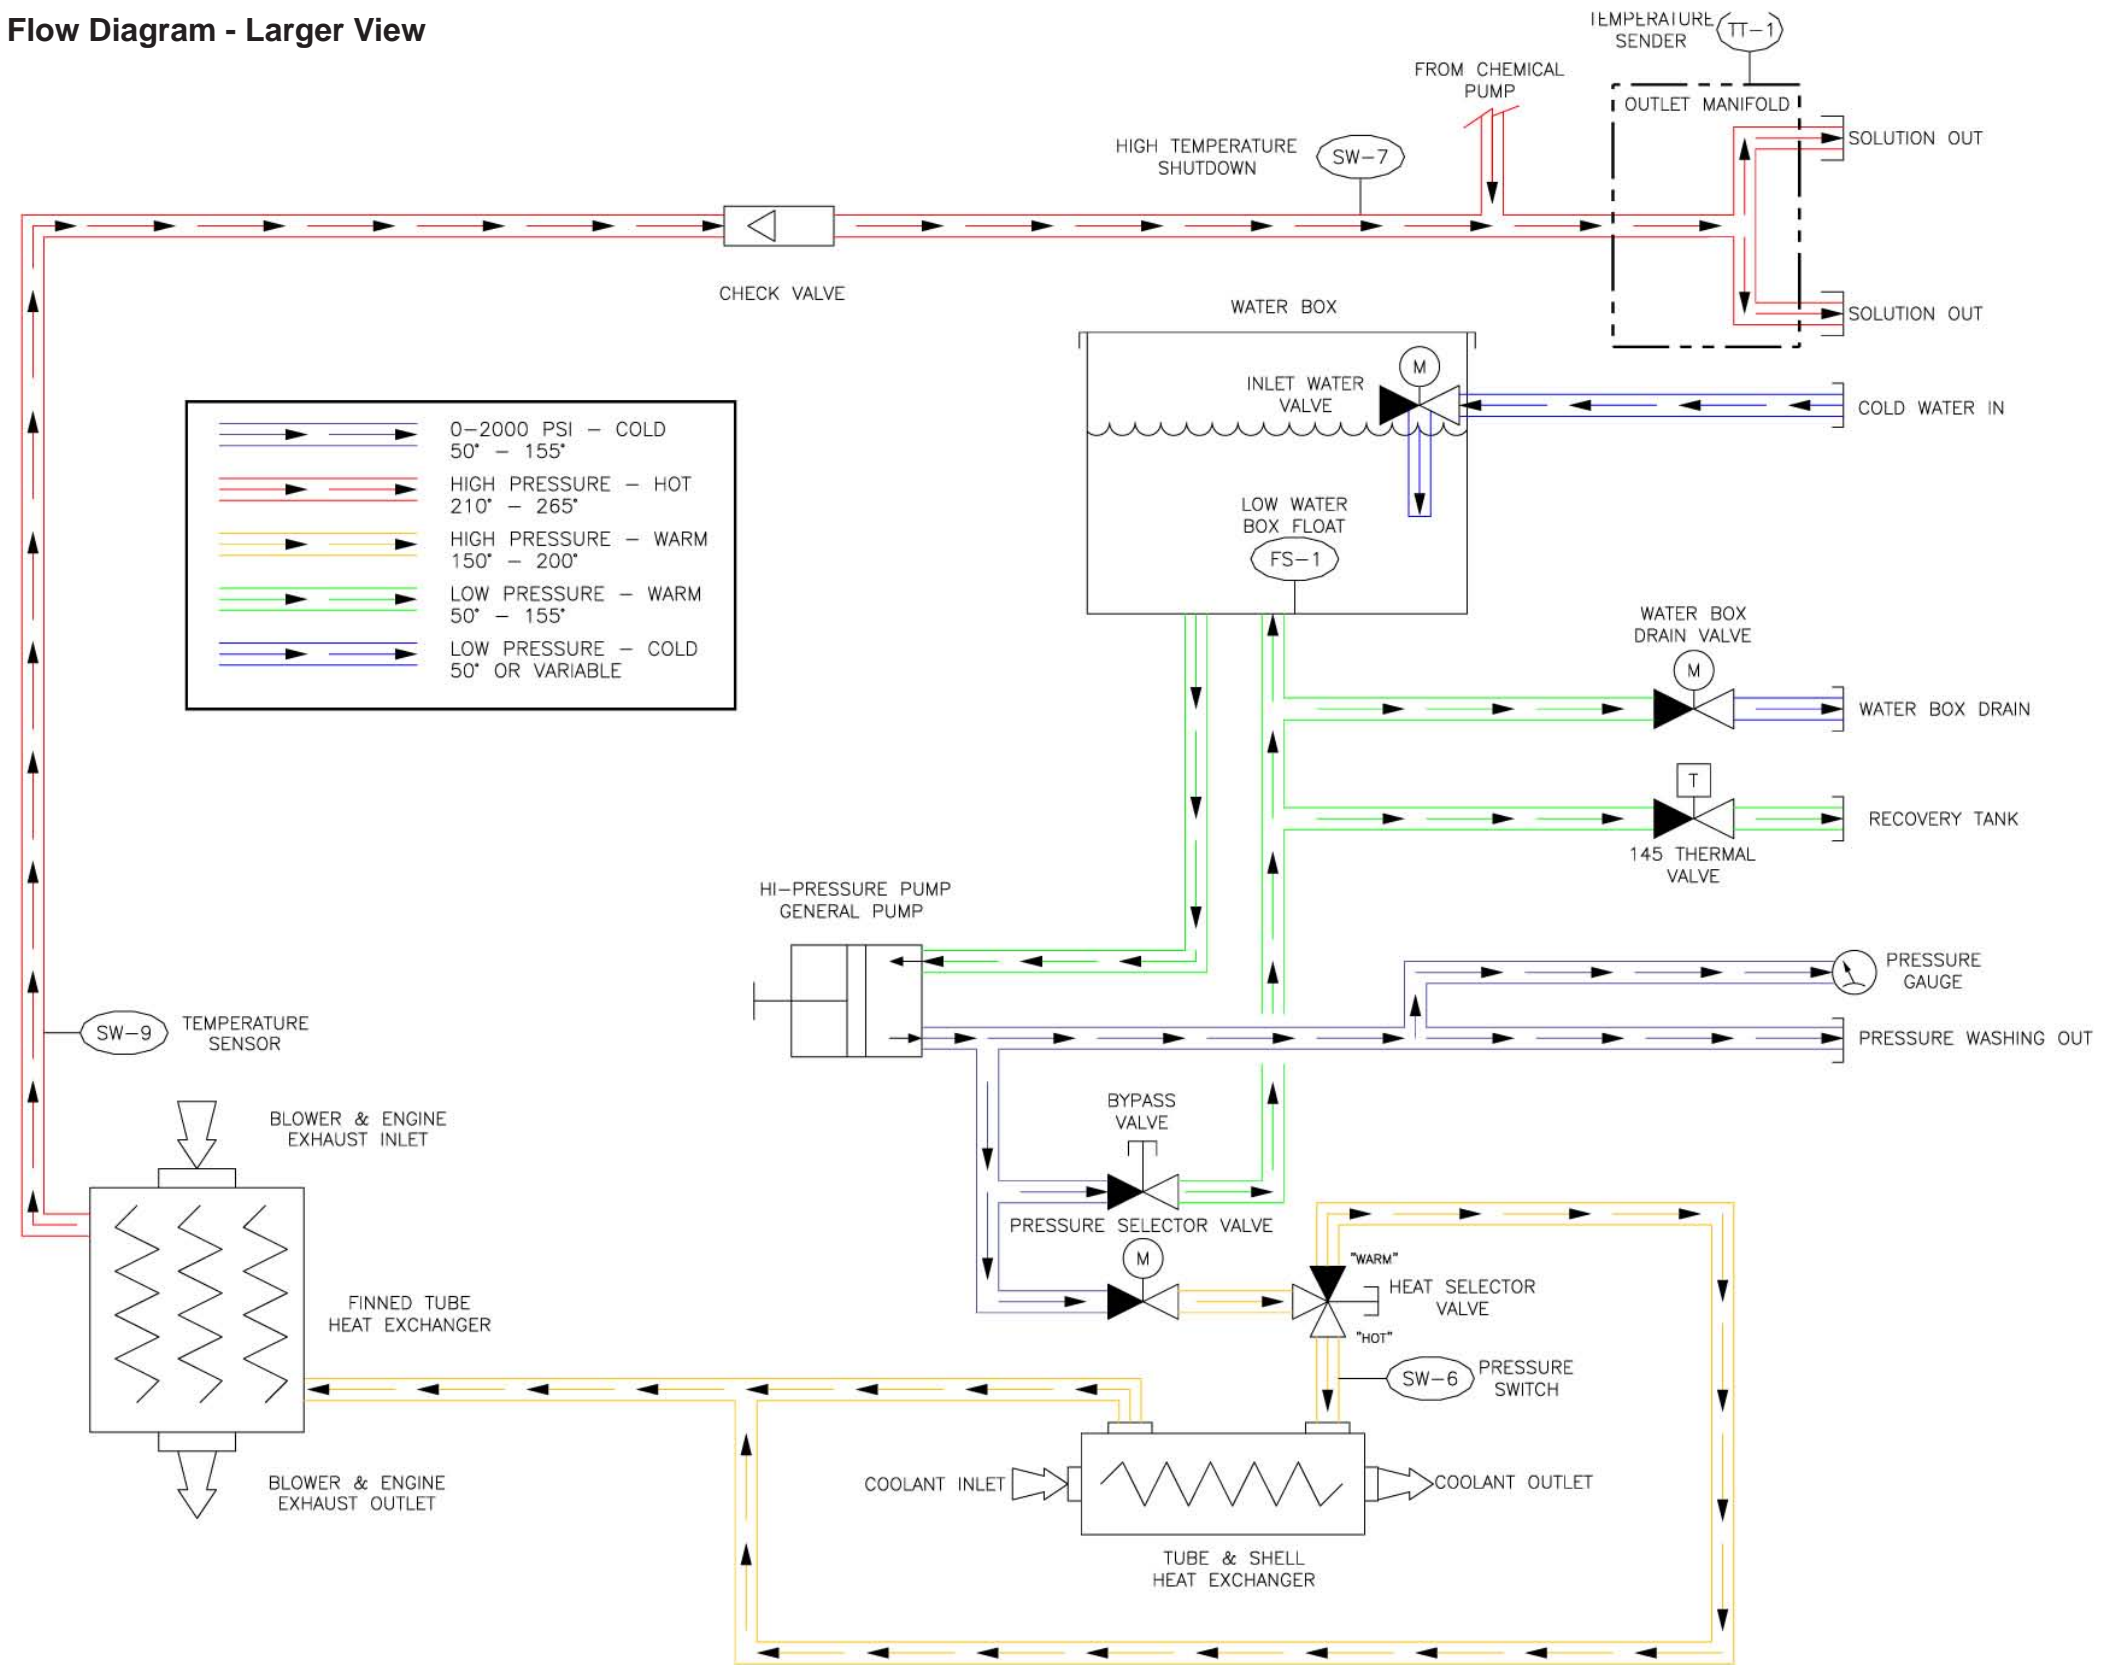 Flow Diagram - Larger View
TEMPERATURE
SENDER
TT-1
FROM CHEMICAL
PUMP
OUTLET MANIFOLD
HIGH TEMPERATURE
SHUTDOWN
SW-7
SOLUTION OUT
CHECK VALVE
WATER BOX
SOLUTION OUT
M
INLET WATER
VALVE
COLD WATER IN
0-2000 PSI - COLD
50° - 155°
HIGH PRESSURE - HOT
210° - 265°
HIGH PRESSURE - WARM
150° - 200°
LOW PRESSURE - WARM
50° - 155°
LOW PRESSURE - COLD
50° OR VARIABLE
LOW WATER
BOX FLOAT
FS-1
WATER BOX
DRAIN VALVE
M
WATER BOX DRAIN
T
RECOVERY TANK
145 THERMAL
VALVE
HI-PRESSURE PUMP
GENERAL PUMP
PRESSURE
GAUGE
PRESSURE WASHING OUT
SW-9
TEMPERATURE
SENSOR
BLOWER & ENGINE
EXHAUST INLET
BYPASS
VALVE
PRESSURE SELECTOR VALVE
M
"WARM"
HEAT SELECTOR
VALVE
"HOT"
FINNED TUBE
HEAT EXCHANGER
SW-6
PRESSURE
SWITCH
BLOWER & ENGINE
EXHAUST OUTLET
COOLANT INLET
COOLANT OUTLET
TUBE & SHELL
HEAT EXCHANGER